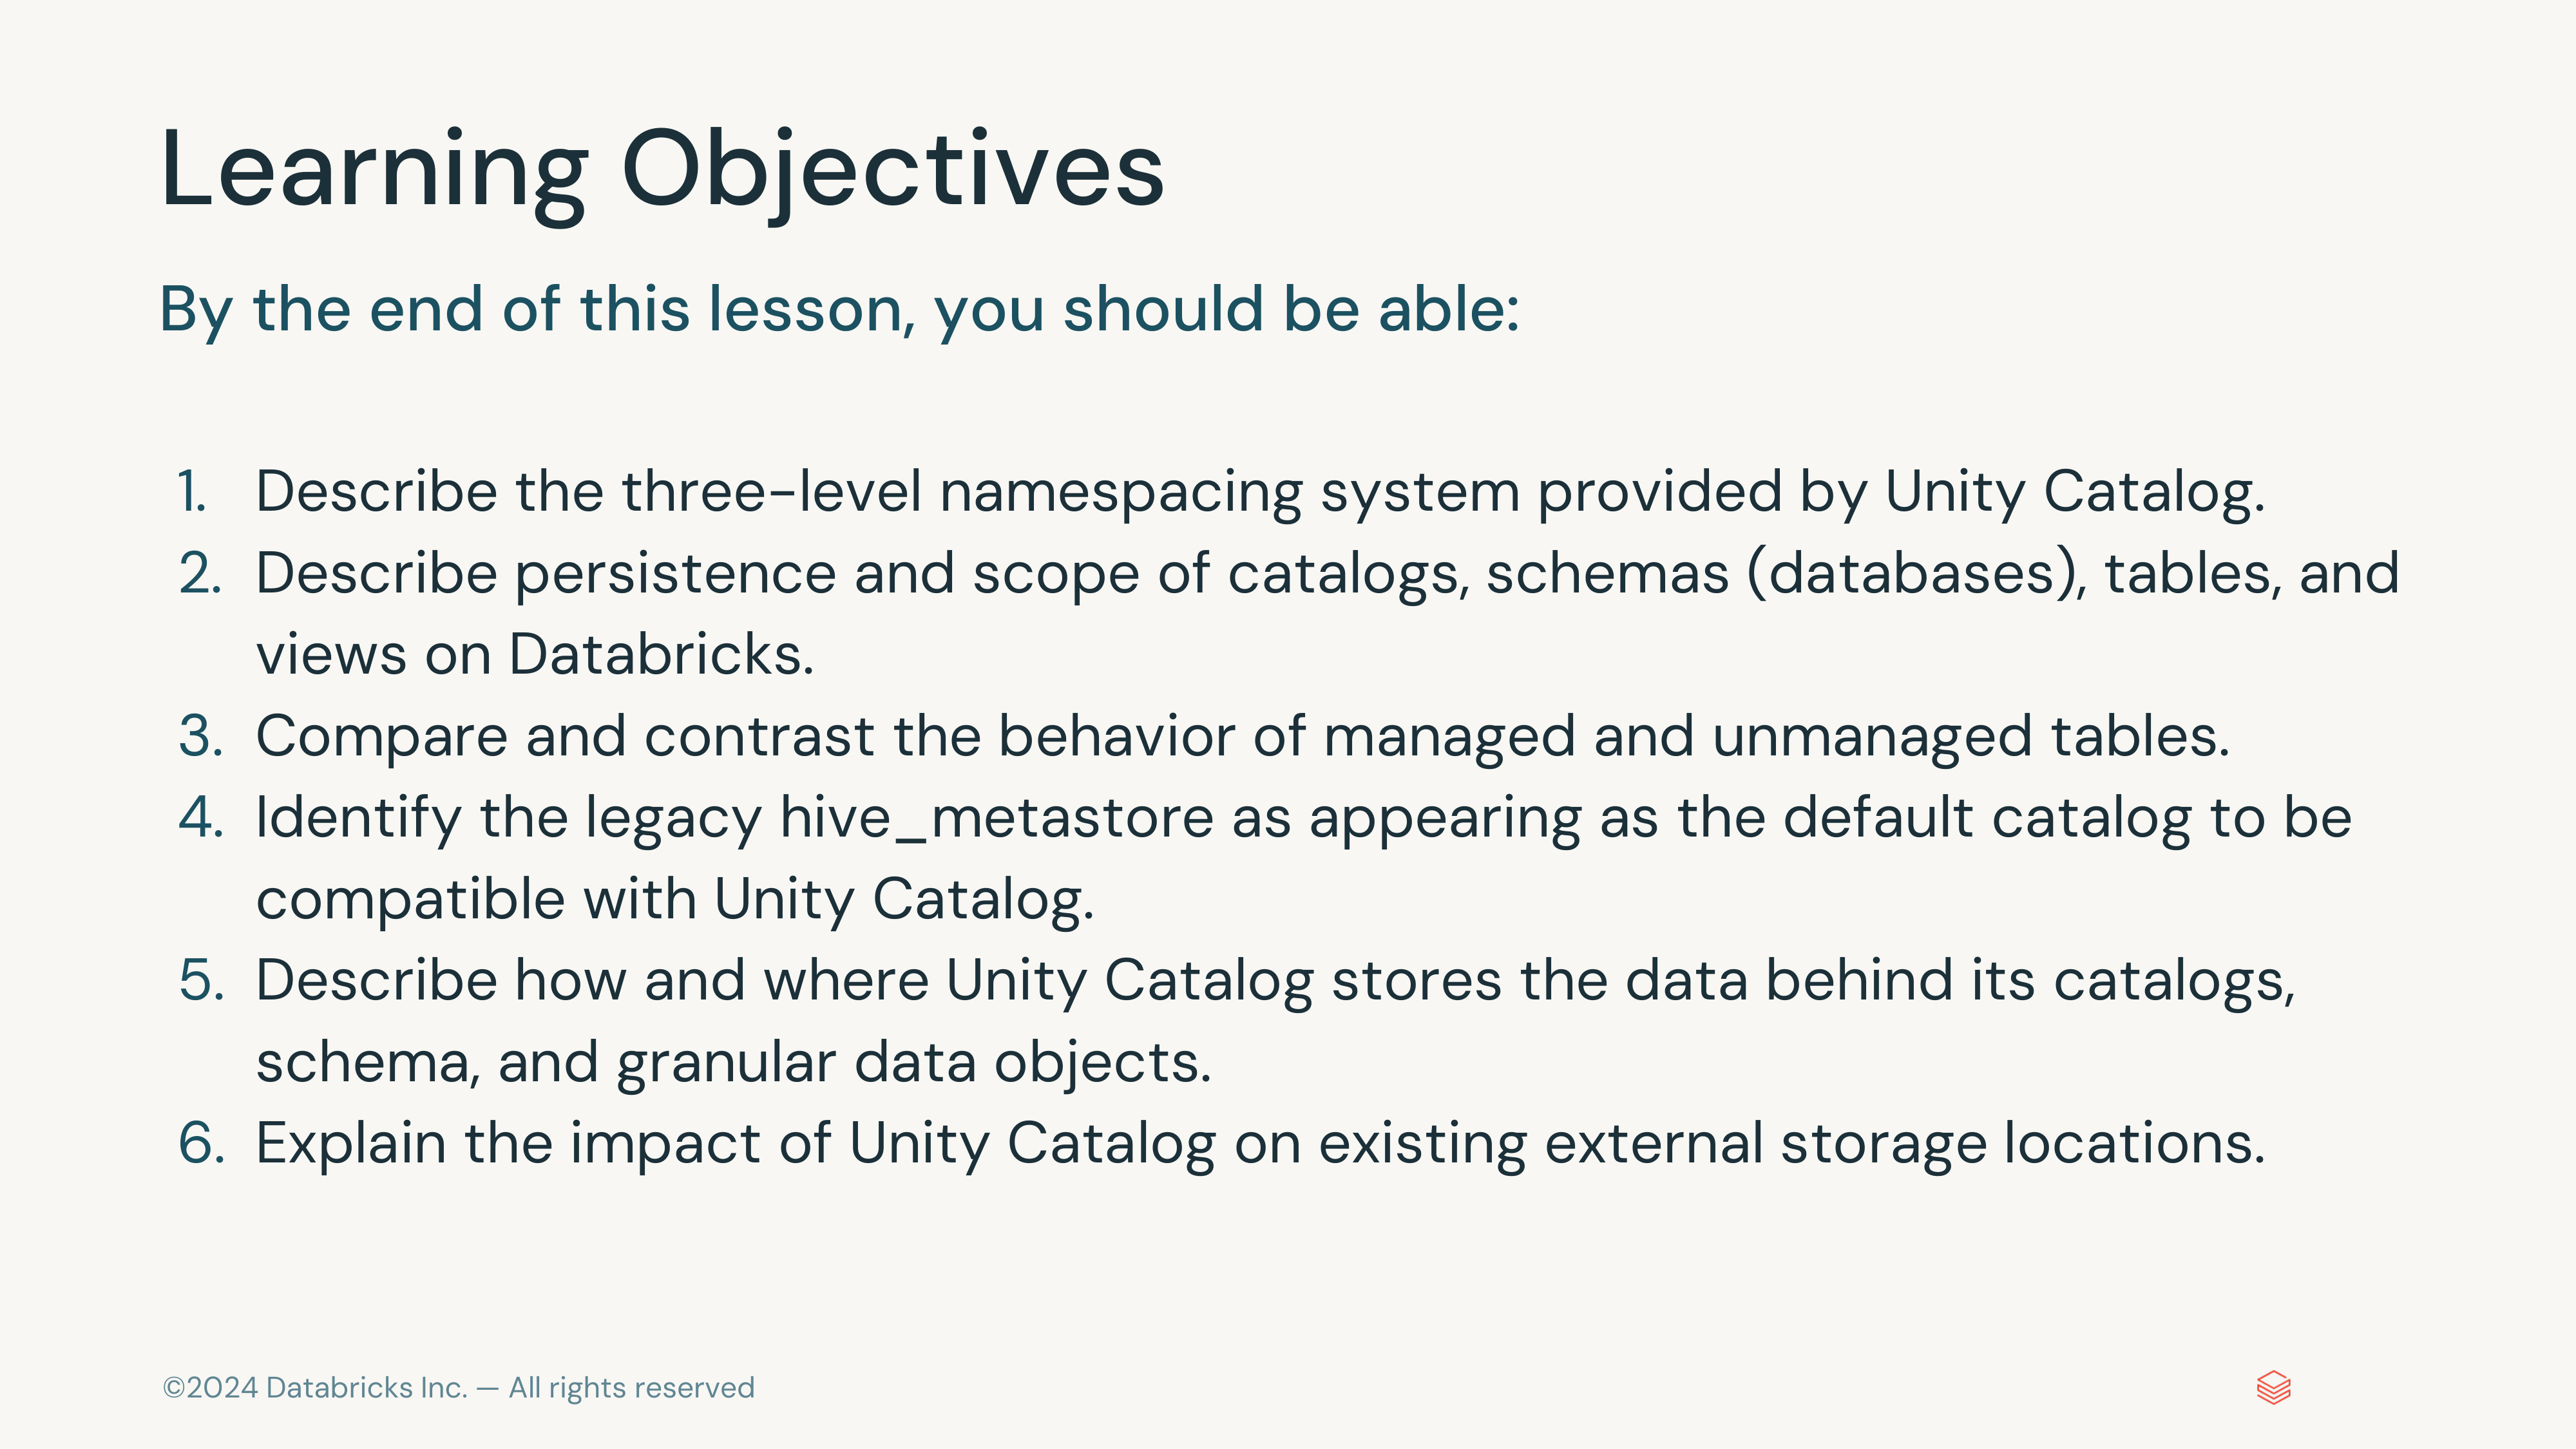 Learning Objectives
By the end of this lesson, you should be able:
1. Describe the three-level namespacing system provided by Unity Catalog.
2. Describe persistence and scope of catalogs, schemas (databases), tables, and
views on Databricks.
3. Compare and contrast the behavior of managed and unmanaged tables.
4. Identify the legacy hive_metastore as appearing as the default catalog to be
compatible with Unity Catalog.
5. Describe how and where Unity Catalog stores the data behind its catalogs,
schema, and granular data objects.
6. Explain the impact of Unity Catalog on existing external storage locations.
©2024 Databricks Inc. — All rights reserved